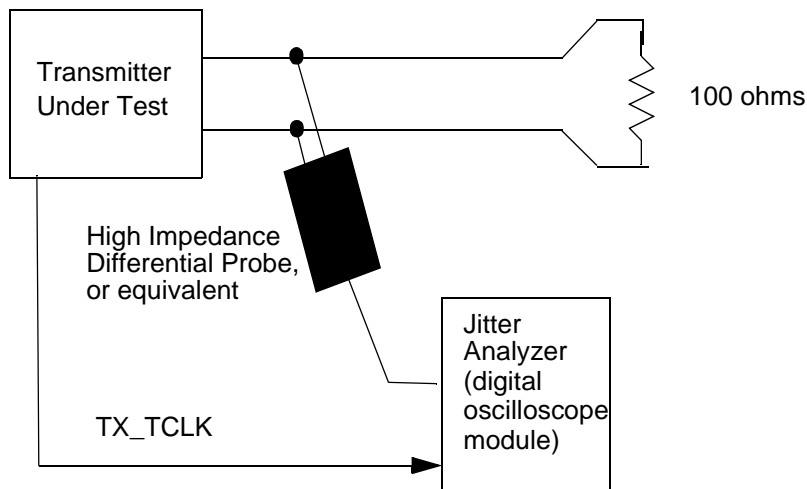 Transmitter
Under Test
100 ohms
High Impedance
Differential Probe,
or equivalent
Jitter
Analyzer
(digital
oscilloscope
module)
TX_TCLK